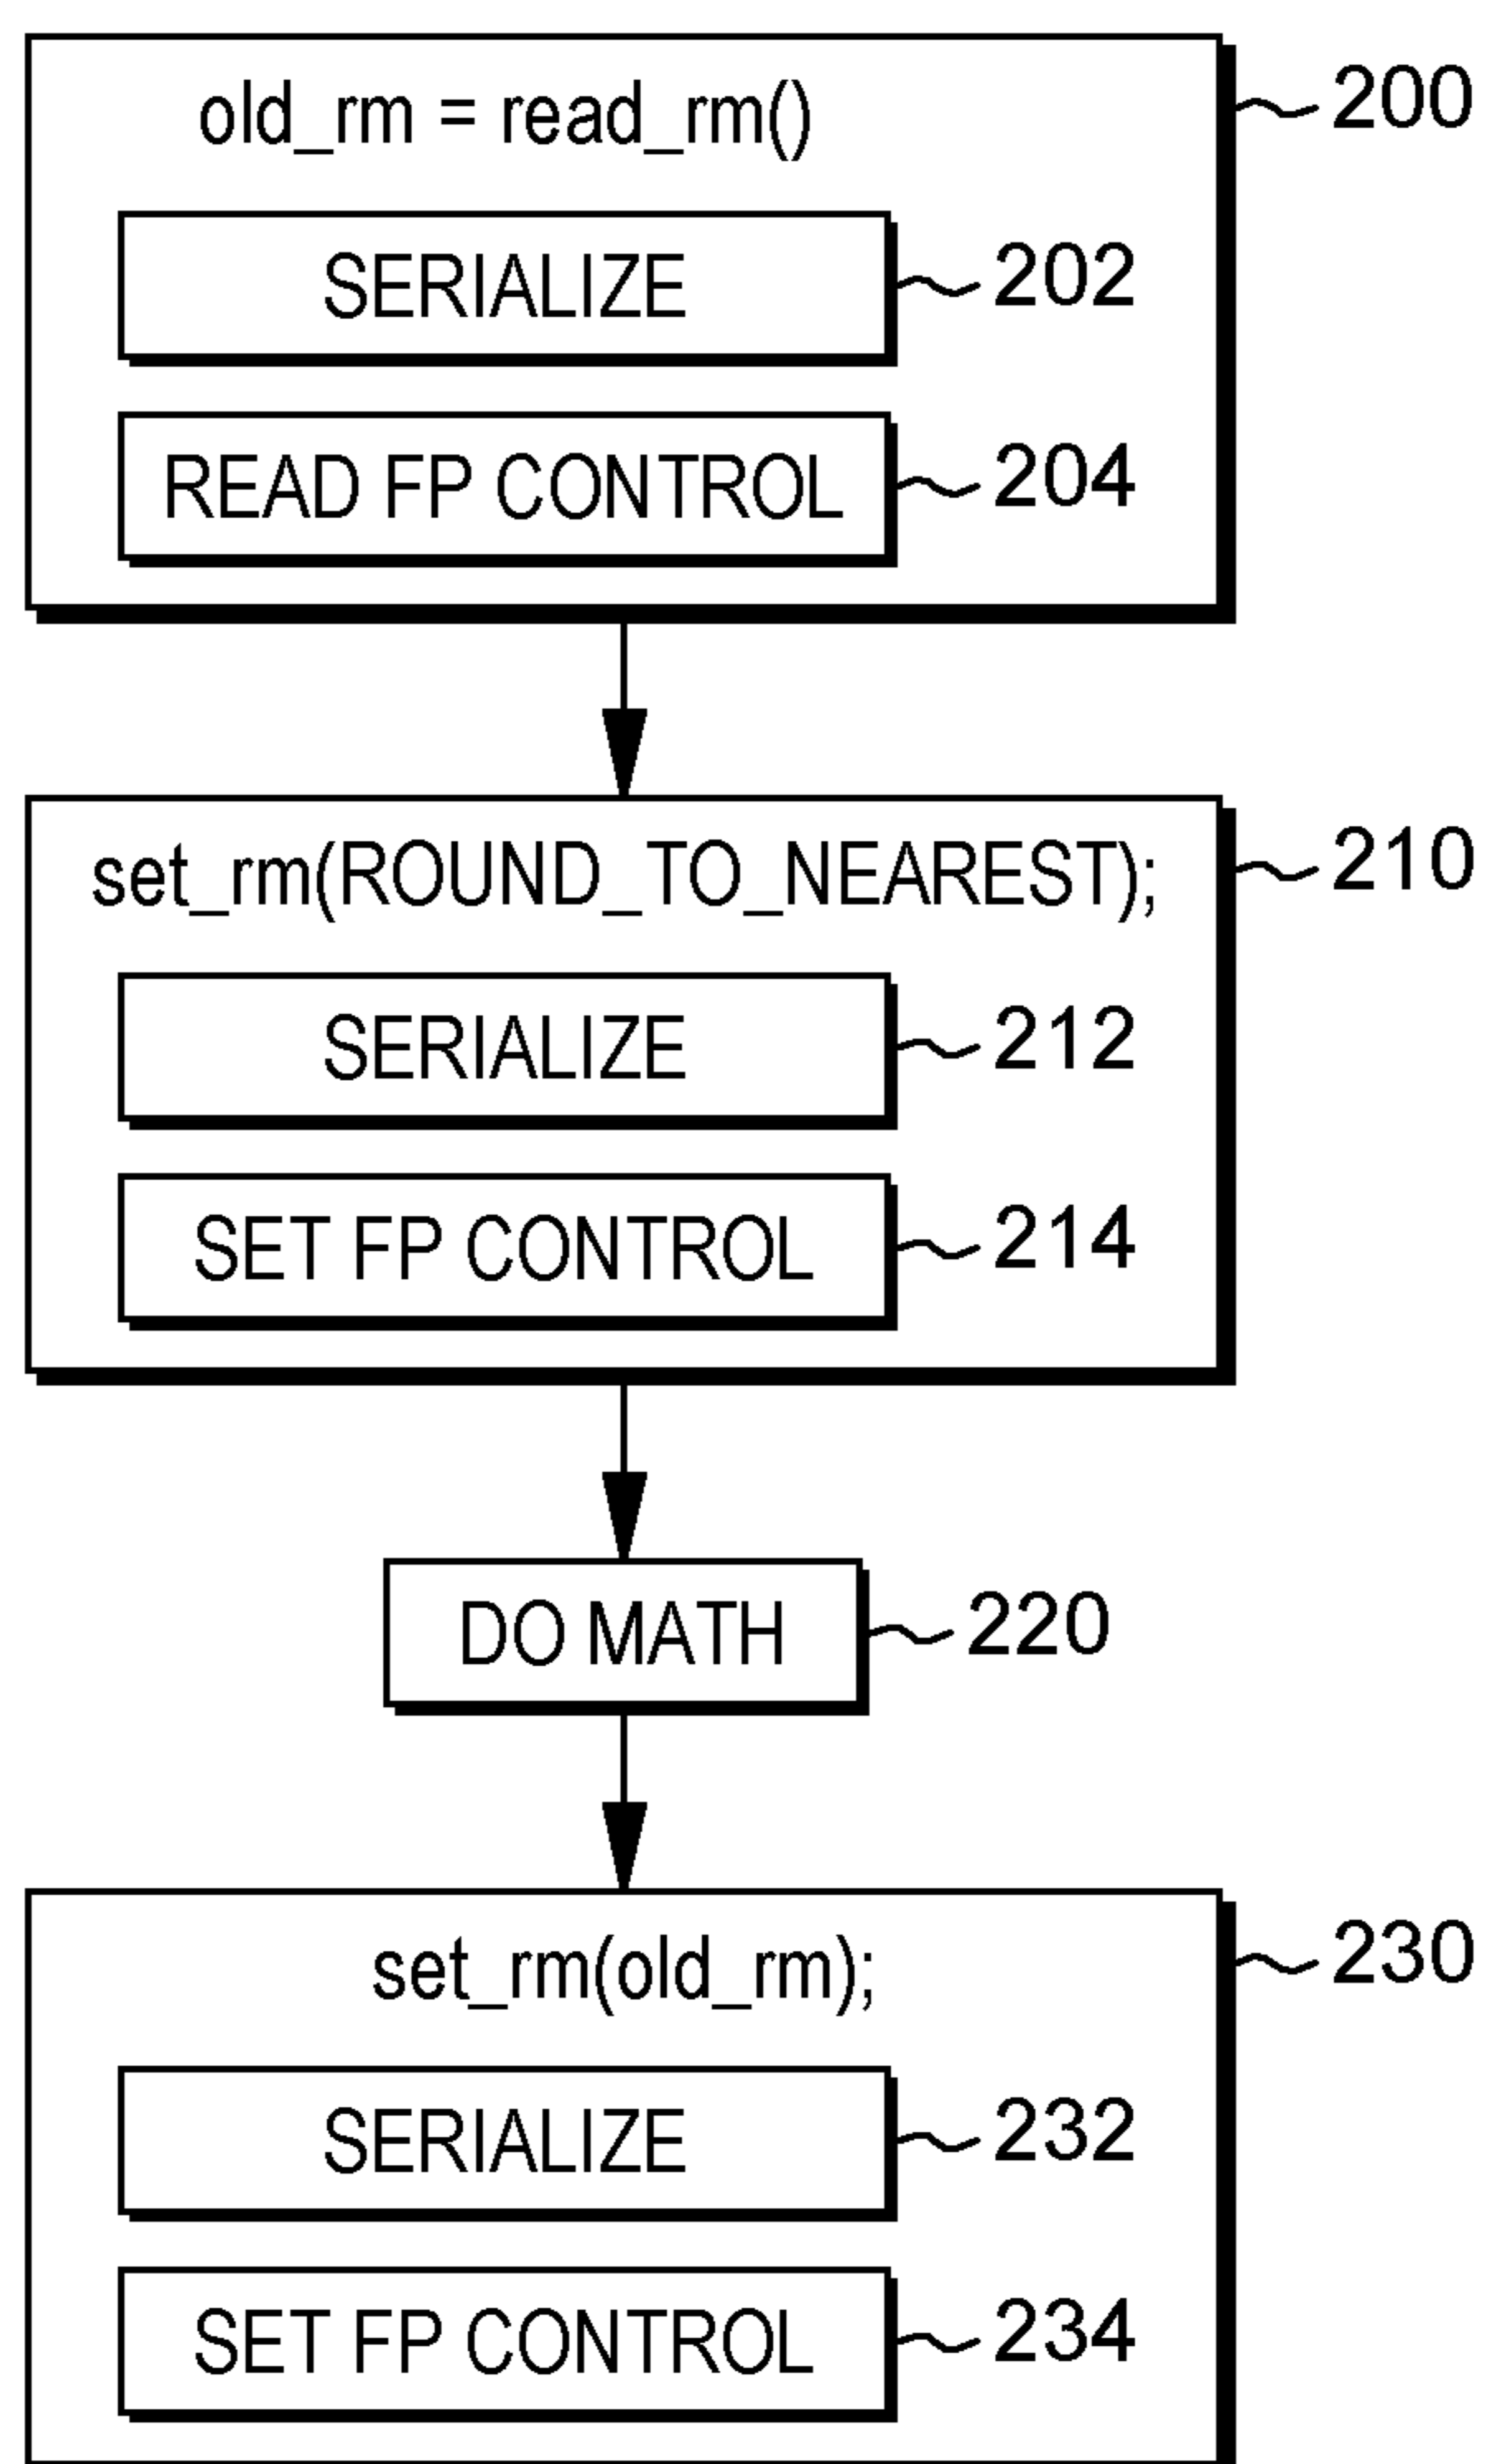 old_rm = read_rm()
200
SERIALIZE
202
READ FP CONTROL
204
set_rm(ROUND_TO_NEAREST);
210
SERIALIZE
212
SET FP CONTROL
214
DO MATH
220
set_rm(old_rm);
230
SERIALIZE
232
SET FP CONTROL
234